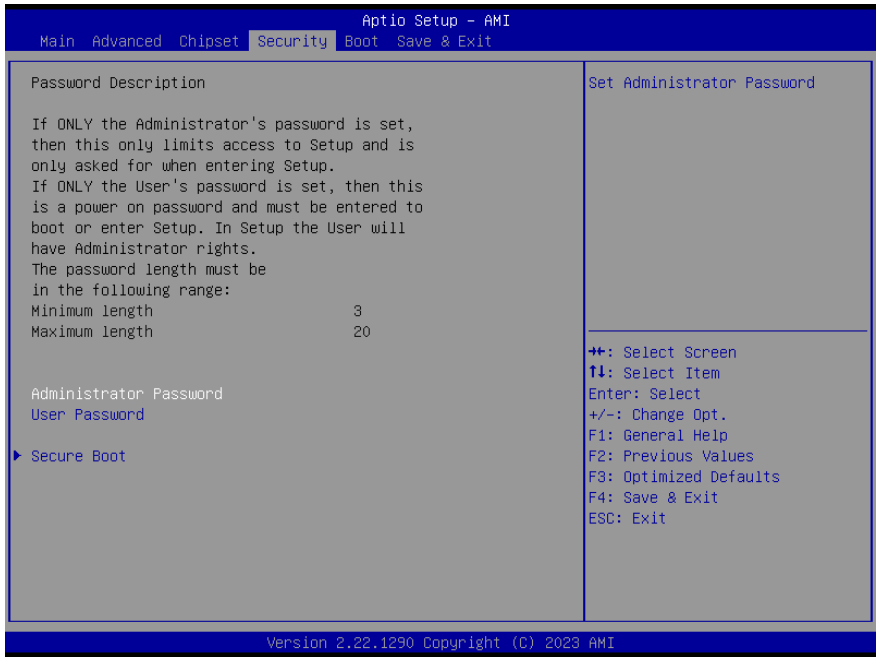 Aptio Setup – AMI
Main Advanced Chipset Security Boot Save & Exit
Password Description
If ONLY the Administrator's password is set,
then this only limits access to Setup and is
only asked for when entering Setup.
If ONLY the User's password is set, then this
is a power on password and must be entered to
boot or enter Setup. In Setup the User will
have Administrator rights.
The password length must be
in the following range:
Minimum length 3
Maximum length 20
Administrator Password
User Password
Secure Boot
Set Administrator Password
→←: Select Screen
↑↓: Select Item
Enter: Select
+/-: Change Opt.
F1: General Help
F2: Previous Values
F3: Optimized Defaults
F4: Save & Exit
ESC: Exit
Version 2.22.1290 Copyright (C) 2023 AMI